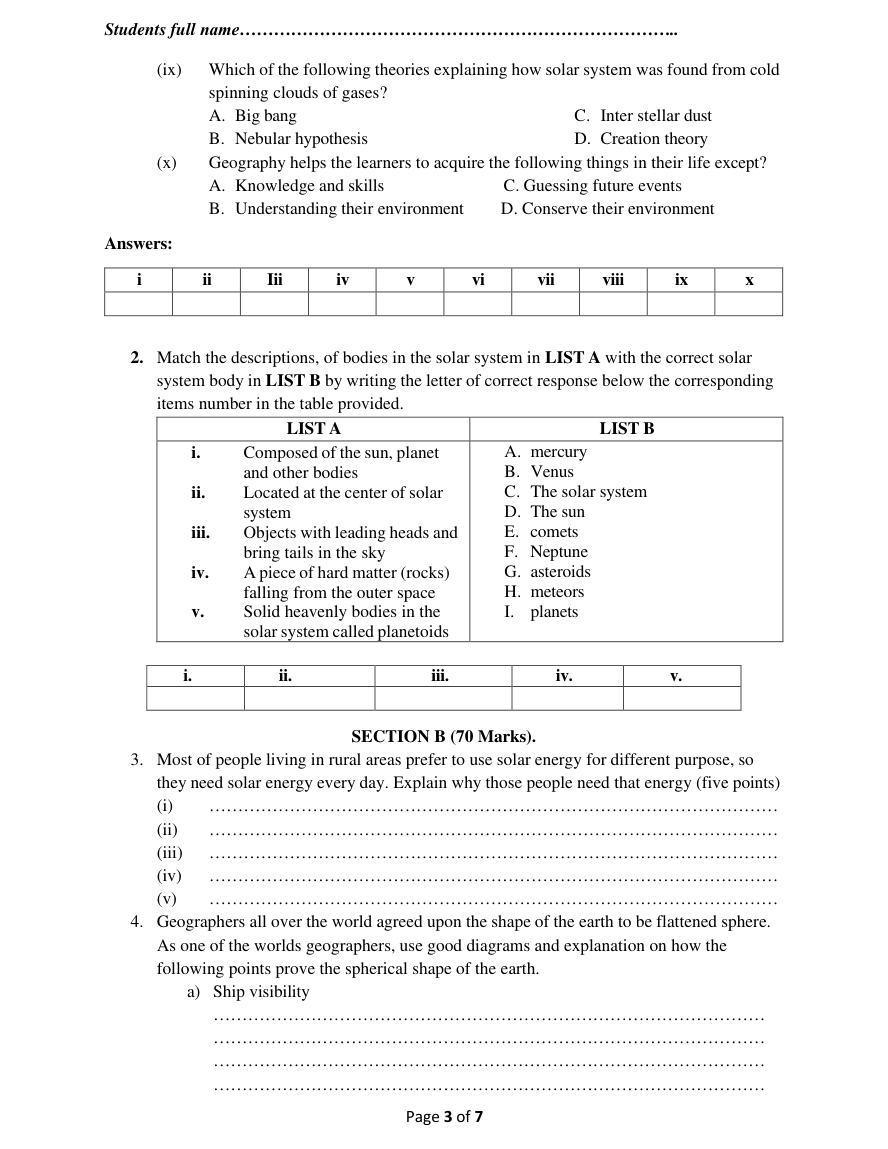 Students full name…………………………………………………………………..
(ix) Which of the following theories explaining how solar system was found from cold
spinning clouds of gases?
A. Big bang C. Inter stellar dust
B. Nebular hypothesis D. Creation theory
(x) Geography helps the learners to acquire the following things in their life except?
A. Knowledge and skills C. Guessing future events
B. Understanding their environment D. Conserve their environment
Answers:
i ii Iii iv v vi vii viii ix x
2. Match the descriptions, of bodies in the solar system in LIST A with the correct solar
system body in LIST B by writing the letter of correct response below the corresponding
items number in the table provided.
LIST A LIST B
i. Composed of the sun, planet
and other bodies
ii. Located at the center of solar
system
iii. Objects with leading heads and
bring tails in the sky
iv. A piece of hard matter (rocks)
falling from the outer space
v. Solid heavenly bodies in the
solar system called planetoids
A. mercury
B. Venus
C. The solar system
D. The sun
E. comets
F. Neptune
G. asteroids
H. meteors
I. planets
i. ii. iii. iv. v.
SECTION B (70 Marks).
3. Most of people living in rural areas prefer to use solar energy for different purpose, so
they need solar energy every day. Explain why those people need that energy (five points)
(i) ………………………………………………………………………………………
(ii) ………………………………………………………………………………………
(iii) ………………………………………………………………………………………
(iv) ………………………………………………………………………………………
(v) ………………………………………………………………………………………
4. Geographers all over the world agreed upon the shape of the earth to be flattened sphere.
As one of the worlds geographers, use good diagrams and explanation on how the
following points prove the spherical shape of the earth.
a) Ship visibility
……………………………………………………………………………………
……………………………………………………………………………………
……………………………………………………………………………………
……………………………………………………………………………………
Page 3 of 7